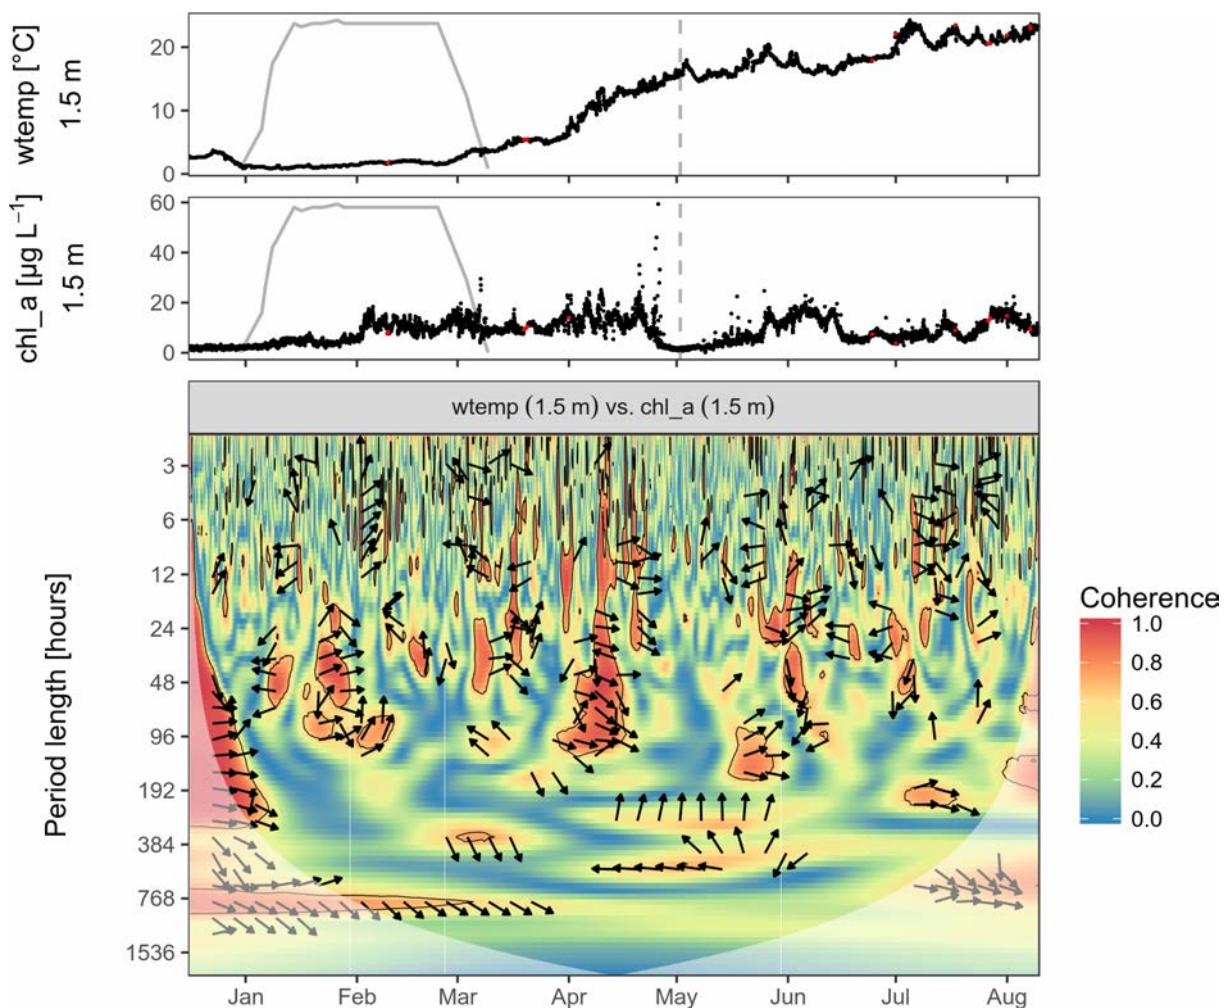 wtemp [°C]
1.5 m
20
10
0
chl_a [µg L⁻¹]
1.5 m
60
40
20
0
wtemp (1.5 m) vs. chl_a (1.5 m)
Period length [hours]
3
6
12
24
48
96
192
384
768
1536
Jan Feb Mar Apr May Jun Jul Aug
Coherence
1.0
0.8
0.6
0.4
0.2
0.0